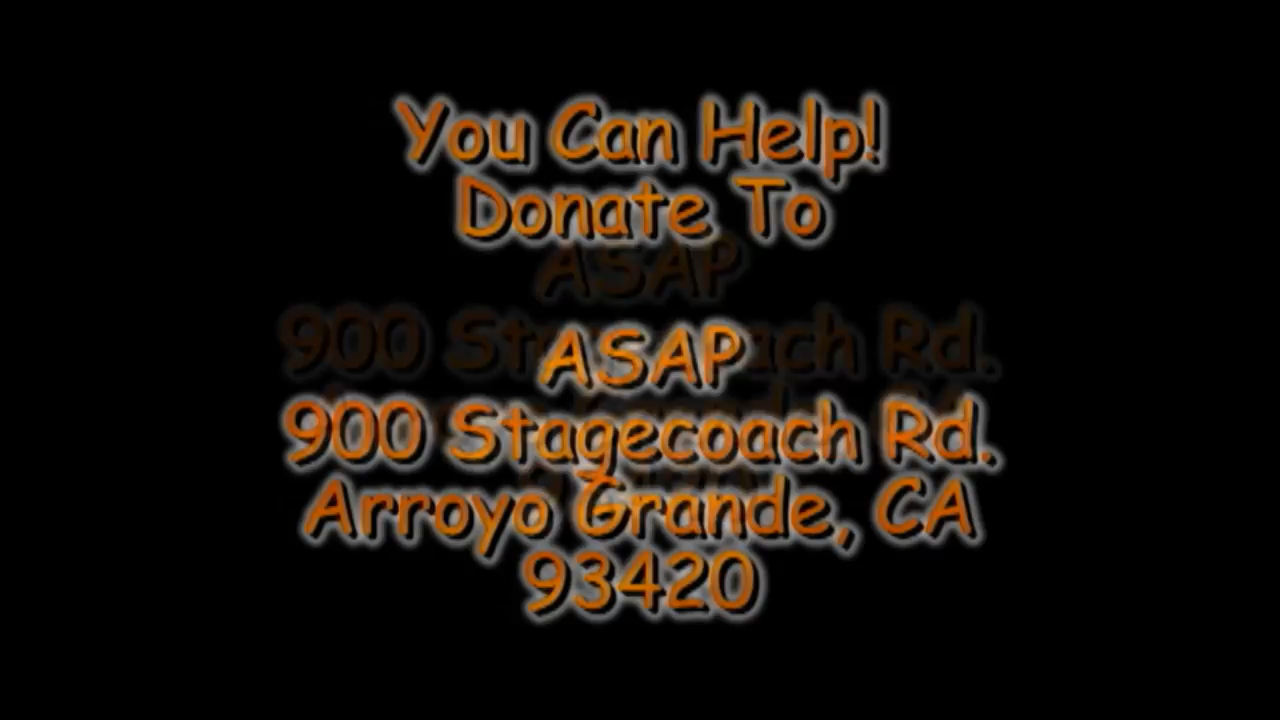 You Can Help!
Donate To
ASAP
900 Stagecoach Rd.
Arroyo Grande, CA
93420